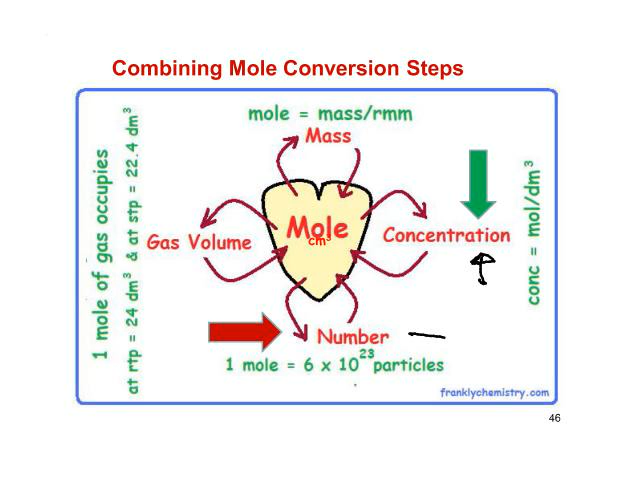 Combining Mole Conversion Steps
mole = mass/rmm
Mass
1 mole of gas occupies
at rtp = 24 dm³ & at stp = 22.4 dm³
Mole
cm³
Gas Volume
Concentration
conc = mol/dm³
Number
1 mole = 6 x 10²³ particles
franklychemistry.com
46